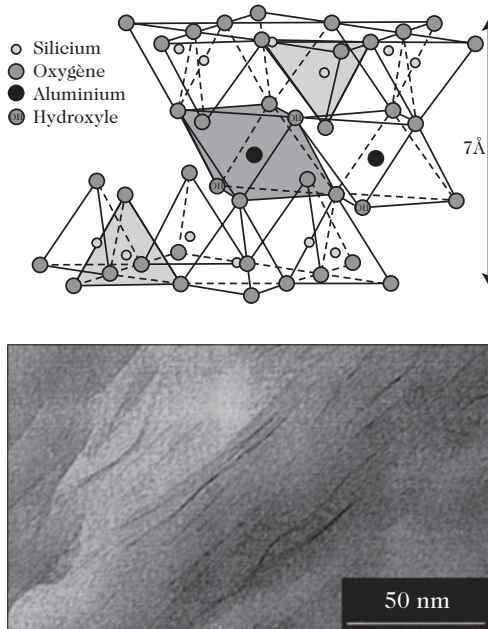 Silicium
Oxygène
Aluminium
OH Hydroxyle
7Å
OH
OH
OH
50 nm